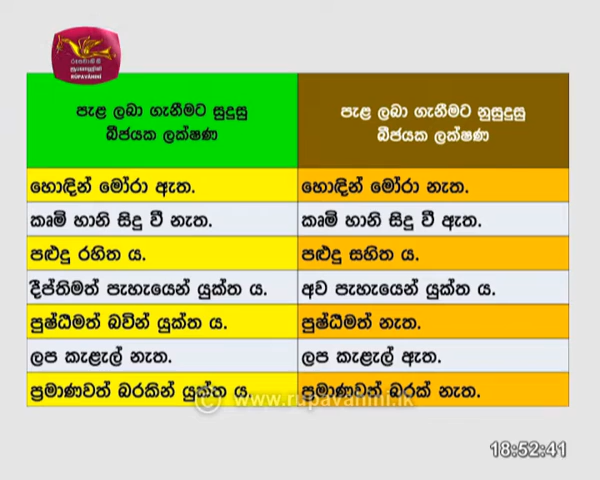 රූපවාහිනී
RUPAVAHINI
පැළ ලබා ගැනීමට සුදුසු
බීජයක ලක්ෂණ
පැළ ලබා ගැනීමට නුසුදුසු
බීජයක ලක්ෂණ
හොඳින් මෝරා ඇත.
හොඳින් මෝරා නැත.
කෘමි හානි සිදු වී නැත.
කෘමි හානි සිදු වී ඇත.
පළුදු රහිත ය.
පළුදු සහිත ය.
දීප්තිමත් පැහැයෙන් යුක්ත ය.
අව පැහැයෙන් යුක්ත ය.
පුෂ්ඨිමත් බවින් යුක්ත ය.
පුෂ්ඨිමත් නැත.
ලප කැළැල් නැත.
ලප කැළැල් ඇත.
ප්‍රමාණවත් බරකින් යුක්ත ය.
ප්‍රමාණවත් බරක් නැත.
© www.rupavahini.lk
18:52:41